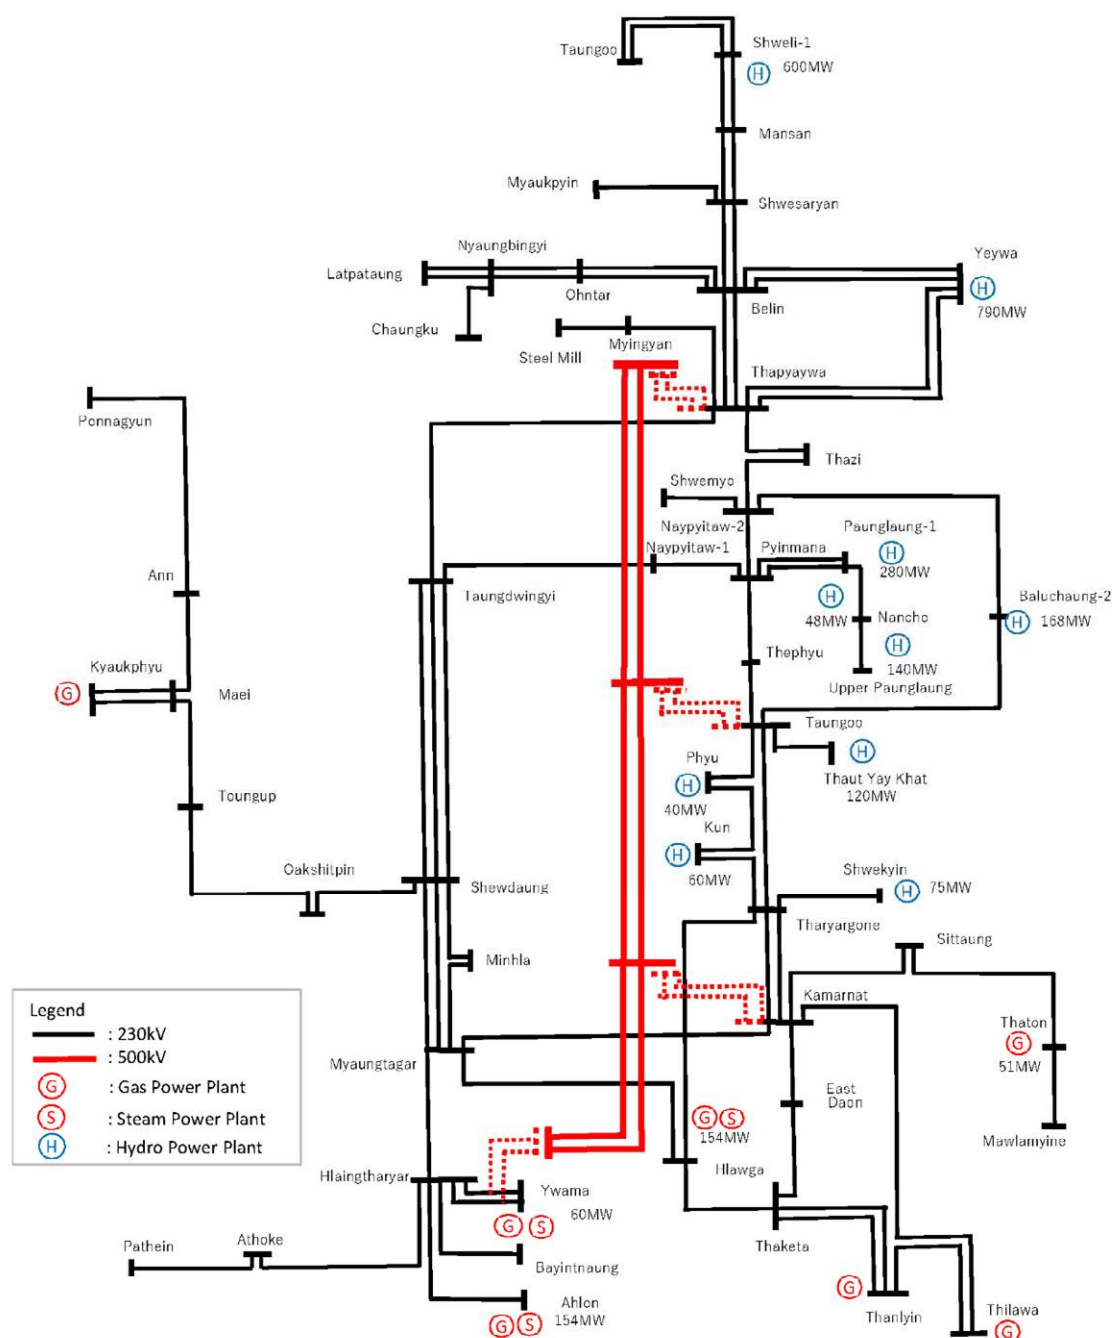 Taungoo
Shweli-1
H
600MW
Mansan
Myaukpyin
Shwesaryan
Nyaungbingyi
Latpataung
Ohntar
Chaungku
Belin
Yeywa
H
790MW
Steel Mill
Myingyan
Thapyaywa
Ponnagyun
Thazi
Shwemyo
Naypyitaw-2
Naypyitaw-1
Pyinmana
Paunglaung-1
H
280MW
Ann
Taungdwingyi
H
48MW
Nancho
H
140MW
Upper Paunglaung
Baluchaung-2
H
168MW
Thephyu
Kyaukphyu
G
Maei
Taungoo
Phyu
H
40MW
Thaut Yay Khat
H
120MW
Toungup
Kun
H
60MW
Oakshitpin
Shewdaung
Shwekyin
H
75MW
Tharyargone
Sittaung
Minhla
Kamarnat
Thaton
G
51MW
Mawlamyine
Myaungtagar
East
Daon
G S
154MW
Hlawga
Hlaingtharyar
Ywama
60MW
G S
Thaketa
Pathein
Athoke
Bayintnaung
Ahlon
G S
154MW
G
Thanlyin
Thilawa
G
Legend
: 230kV
: 500kV
G : Gas Power Plant
S : Steam Power Plant
H : Hydro Power Plant